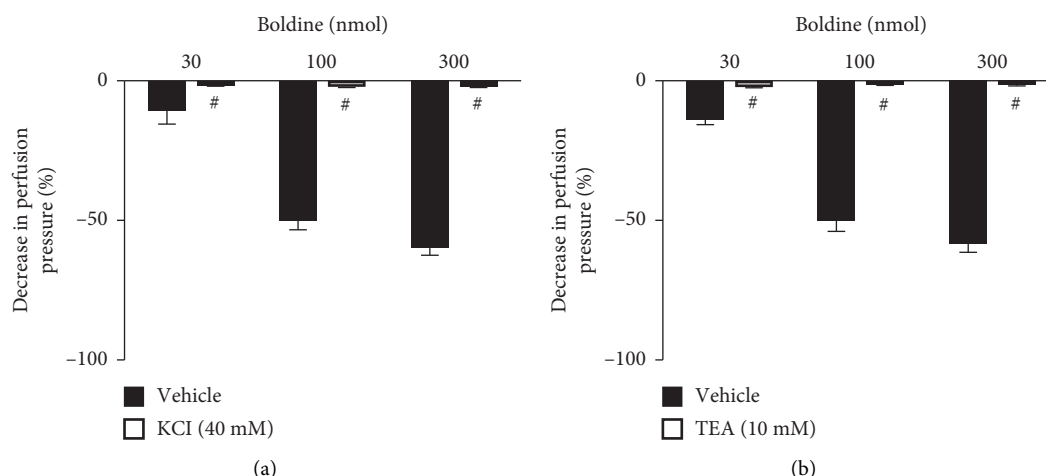 Boldine (nmol)
30 100 300
0
−50
−100
Decrease in perfusion
pressure (%)
# # #
Vehicle
KCI (40 mM)
(a)
Boldine (nmol)
30 100 300
0
−50
−100
Decrease in perfusion
pressure (%)
# # #
Vehicle
TEA (10 mM)
(b)